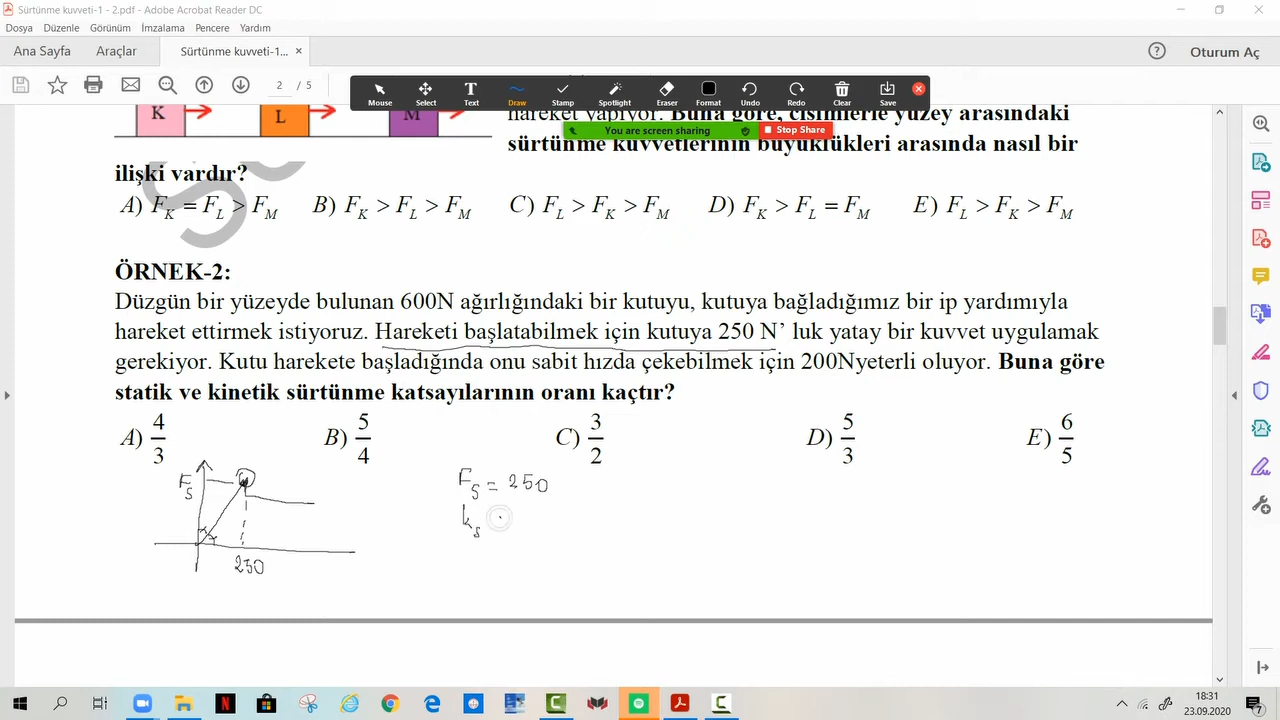 Sürtünme kuvveti-1 - 2.pdf - Adobe Acrobat Reader DC
Dosya Düzenle Görünüm İmzalama Pencere Yardım
Ana Sayfa Araçlar Sürtünme kuvveti-1... × Oturum Aç
2 / 5
Mouse Select Text Draw Stamp Spotlight Eraser Format Undo Redo Clear Save
You are screen sharing Stop Share
K L M
hareket yapıyor. Buna göre, cisimlerle yüzey arasındaki
sürtünme kuvvetlerinin büyüklükleri arasında nasıl bir
ilişki vardır?
A) F_K = F_L > F_M B) F_K > F_L > F_M C) F_L > F_K > F_M D) F_K > F_L = F_M E) F_L > F_K > F_M
ÖRNEK-2:
Düzgün bir yüzeyde bulunan 600N ağırlığındaki bir kutuyu, kutuya bağladığımız bir ip yardımıyla
hareket ettirmek istiyoruz. Hareketi başlatabilmek için kutuya 250 N’ luk yatay bir kuvvet uygulamak
gerekiyor. Kutu harekete başladığında onu sabit hızda çekebilmek için 200Nyeterli oluyor. Buna göre
statik ve kinetik sürtünme katsayılarının oranı kaçtır?
A) 4/3 B) 5/4 C) 3/2 D) 5/3 E) 6/5
F_s
F_s = 250
k_s
250
18:31
23.09.2020